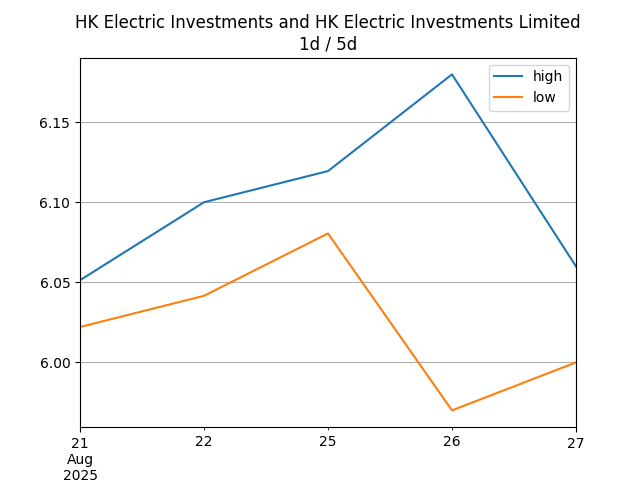 HK Electric Investments and HK Electric Investments Limited
1d / 5d
high
low
6.15
6.10
6.05
6.00
21 22 25 26 27
Aug
2025